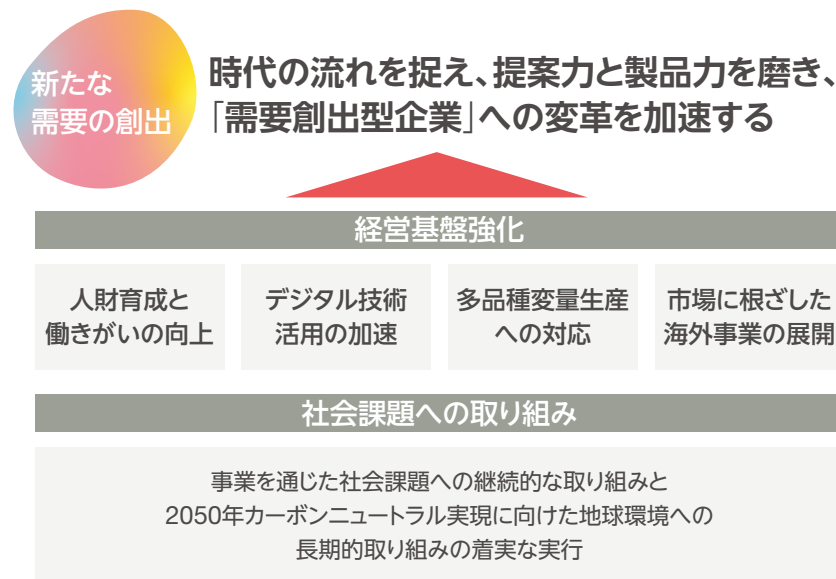 新たな
需要の創出
時代の流れを捉え、提案力と製品力を磨き、
「需要創出型企業」への変革を加速する
経営基盤強化
人財育成と
働きがいの向上
デジタル技術
活用の加速
多品種変量生産
への対応
市場に根ざした
海外事業の展開
社会課題への取り組み
事業を通じた社会課題への継続的な取り組みと
2050年カーボンニュートラル実現に向けた地球環境への
長期的取り組みの着実な実行